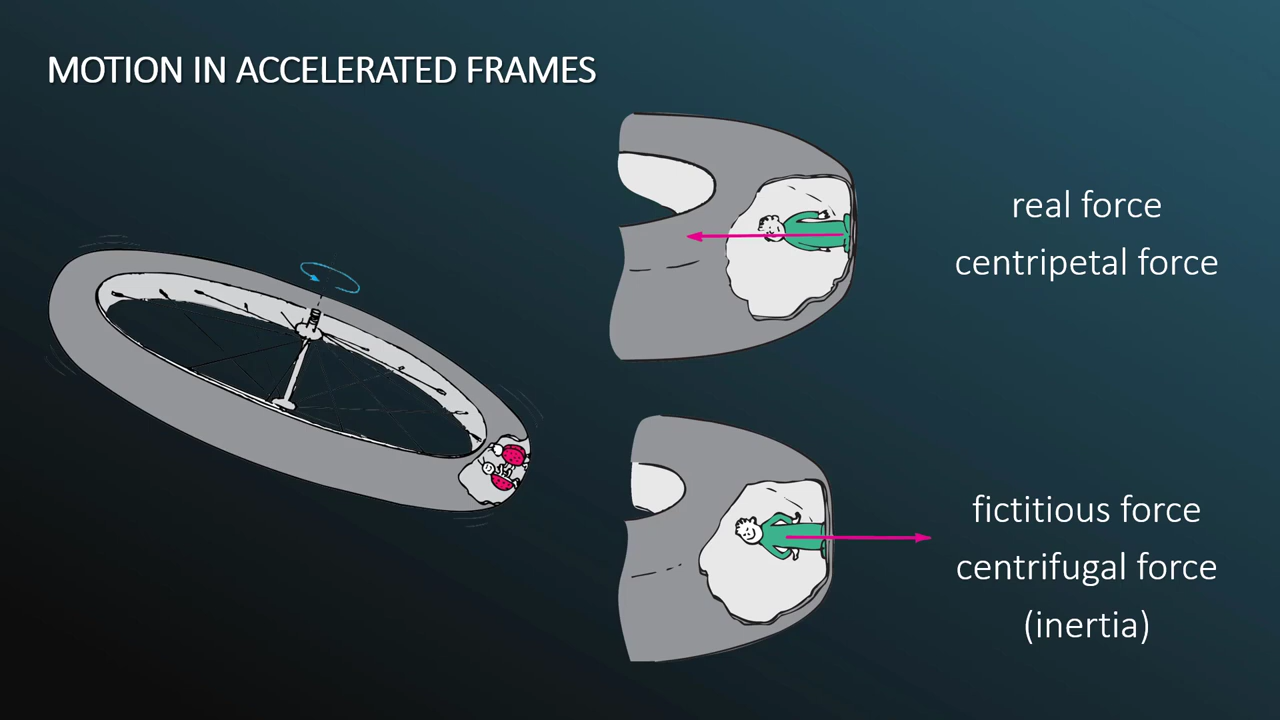 MOTION IN ACCELERATED FRAMES
real force
centripetal force
fictitious force
centrifugal force
(inertia)